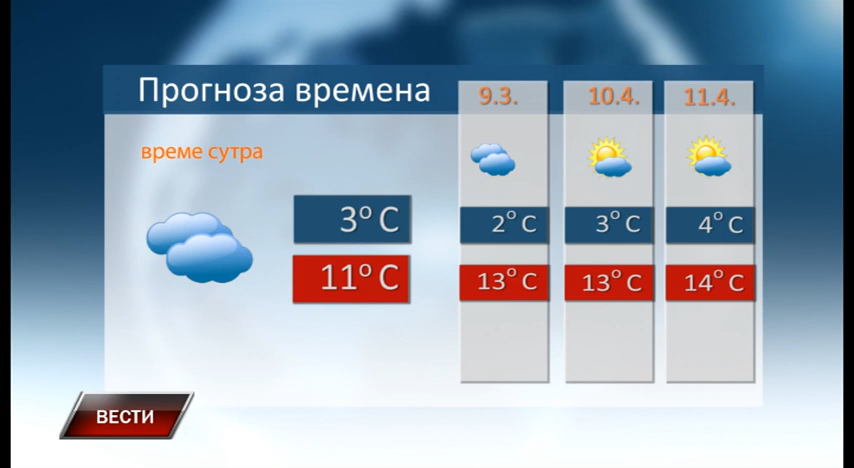 Прогноза времена
време сутра
3° C
11° C
9.3.
2° C
13° C
10.4.
3° C
13° C
11.4.
4° C
14° C
ВЕСТИ